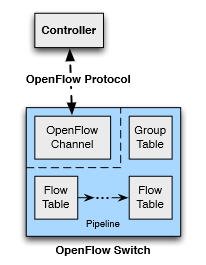 Controller
OpenFlow Protocol
OpenFlow
Channel
Group
Table
Flow
Table
Flow
Table
Pipeline
OpenFlow Switch